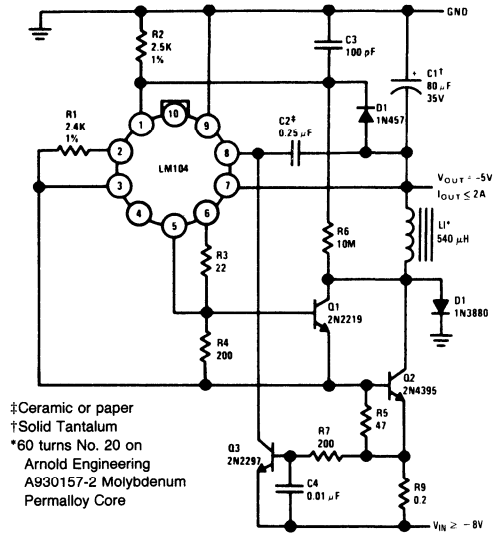 GND
R2
2.5K
1%
C3
100 pF
C1†
80 µF
35V
+
D1
1N457
R1
2.4K
1%
10
1
9
2
8
LM104
3
7
4
5
6
C2‡
0.25 µF
VOUT = -5V
IOUT ≤ 2A
R6
10M
L1*
540 µH
R3
22
Q1
2N2219
D1
1N3880
R4
200
Q2
2N4395
R5
47
R7
200
Q3
2N2297
C4
0.01 µF
R9
0.2
VIN ≥ -8V
‡Ceramic or paper
†Solid Tantalum
*60 turns No. 20 on
Arnold Engineering
A930157-2 Molybdenum
Permalloy Core